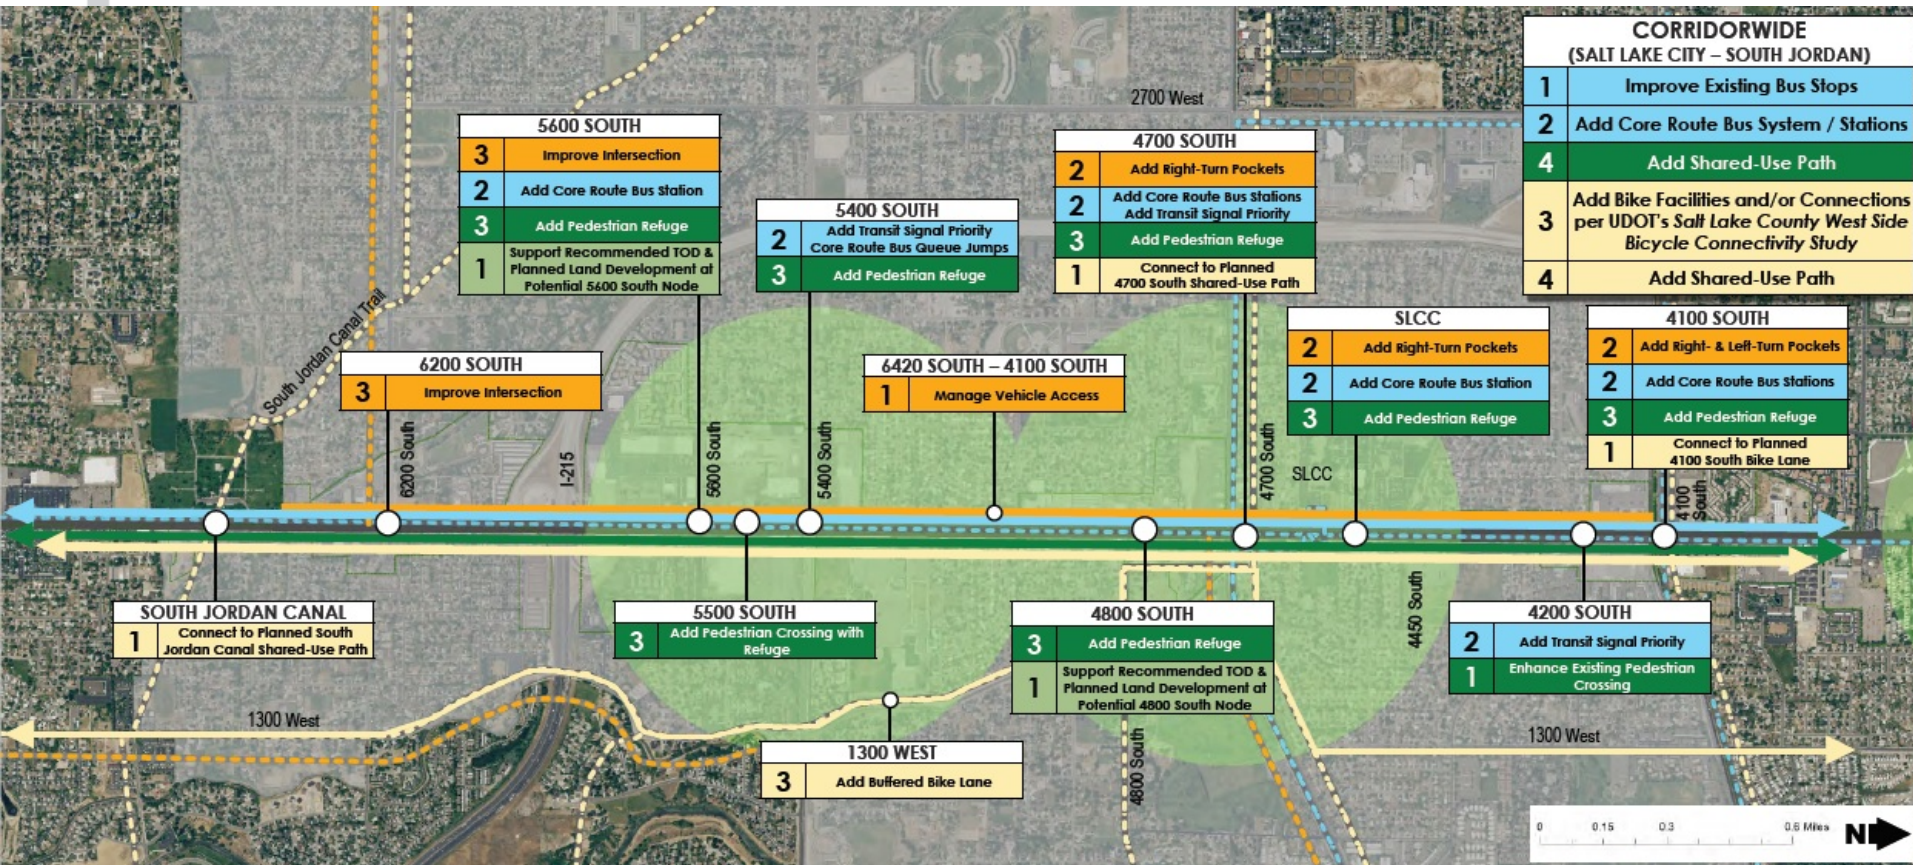 CORRIDORWIDE
(SALT LAKE CITY – SOUTH JORDAN)
1 Improve Existing Bus Stops
2 Add Core Route Bus System / Stations
4 Add Shared-Use Path
3 Add Bike Facilities and/or Connections
per UDOT's Salt Lake County West Side
Bicycle Connectivity Study
4 Add Shared-Use Path
2700 West
5600 SOUTH
3 Improve Intersection
2 Add Core Route Bus Station
3 Add Pedestrian Refuge
1 Support Recommended TOD &
Planned Land Development at
Potential 5600 South Node
5400 SOUTH
2 Add Transit Signal Priority
Core Route Bus Queue Jumps
3 Add Pedestrian Refuge
4700 SOUTH
2 Add Right-Turn Pockets
2 Add Core Route Bus Stations
Add Transit Signal Priority
3 Add Pedestrian Refuge
1 Connect to Planned
4700 South Shared-Use Path
SLCC
2 Add Right-Turn Pockets
2 Add Core Route Bus Station
3 Add Pedestrian Refuge
4100 SOUTH
2 Add Right- & Left-Turn Pockets
2 Add Core Route Bus Stations
3 Add Pedestrian Refuge
1 Connect to Planned
4100 South Bike Lane
6200 SOUTH
3 Improve Intersection
6420 SOUTH – 4100 SOUTH
1 Manage Vehicle Access
South Jordan Canal Trail
6200 South
I-215
5600 South
5400 South
4700 South
SLCC
4100
South
SOUTH JORDAN CANAL
1 Connect to Planned South
Jordan Canal Shared-Use Path
5500 SOUTH
3 Add Pedestrian Crossing with
Refuge
4800 SOUTH
3 Add Pedestrian Refuge
1 Support Recommended TOD &
Planned Land Development at
Potential 4800 South Node
4450 South
4200 SOUTH
2 Add Transit Signal Priority
1 Enhance Existing Pedestrian
Crossing
1300 West
1300 WEST
3 Add Buffered Bike Lane
4800 South
1300 West
0 0.15 0.3 0.6 Miles
N